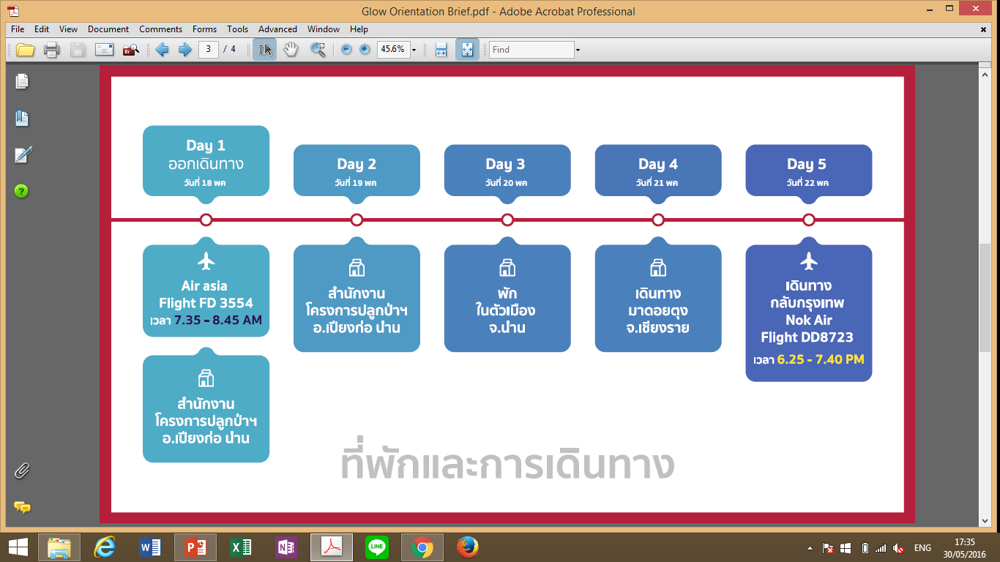 Glow Orientation Brief.pdf - Adobe Acrobat Professional
File Edit View Document Comments Forms Tools Advanced Window Help
3 / 4 45.6% Find
Day 1
ออกเดินทาง
วันที่ 18 พค
Day 2
วันที่ 19 พค
Day 3
วันที่ 20 พค
Day 4
วันที่ 21 พค
Day 5
วันที่ 22 พค
Air asia
Flight FD 3554
เวลา 7.35 - 8.45 AM
สำนักงาน
โครงการปลูกป่าฯ
อ.เปียงก่อ น่าน
สำนักงาน
โครงการปลูกป่าฯ
อ.เปียงก่อ น่าน
พัก
ในตัวเมือง
จ.น่าน
เดินทาง
มาดอยตุง
จ.เชียงราย
เดินทาง
กลับกรุงเทพ
Nok Air
Flight DD8723
เวลา 6.25 - 7.40 PM
ที่พักและการเดินทาง
ENG
17:35
30/05/2016